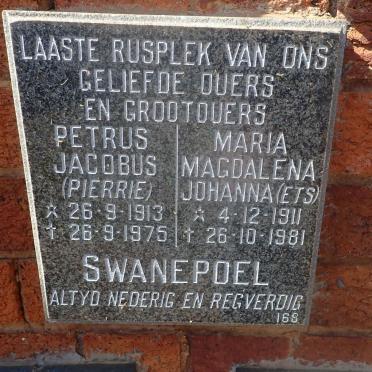 LAASTE RUSPLEK VAN ONS
GELIEFDE OUERS
EN GROOTOUERS
PETRUS
JACOBUS
(PIERRIE)
☆ 26-9-1913
† 26-9-1975
MARIA
MAGDALENA
JOHANNA (ETS)
☆ 4-12-1911
† 26-10-1981
SWANEPOEL
ALTYD NEDERIG EN REGVERDIG
168